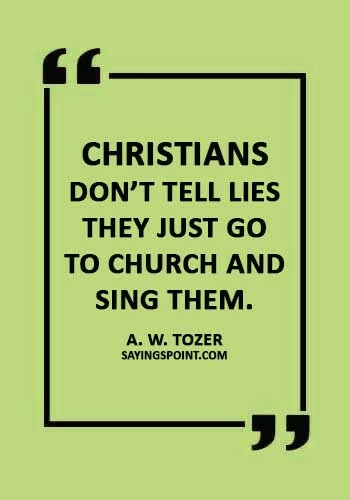 “
CHRISTIANS
DON’T TELL LIES
THEY JUST GO
TO CHURCH AND
SING THEM.
A. W. TOZER
SAYINGSPOINT.COM
”